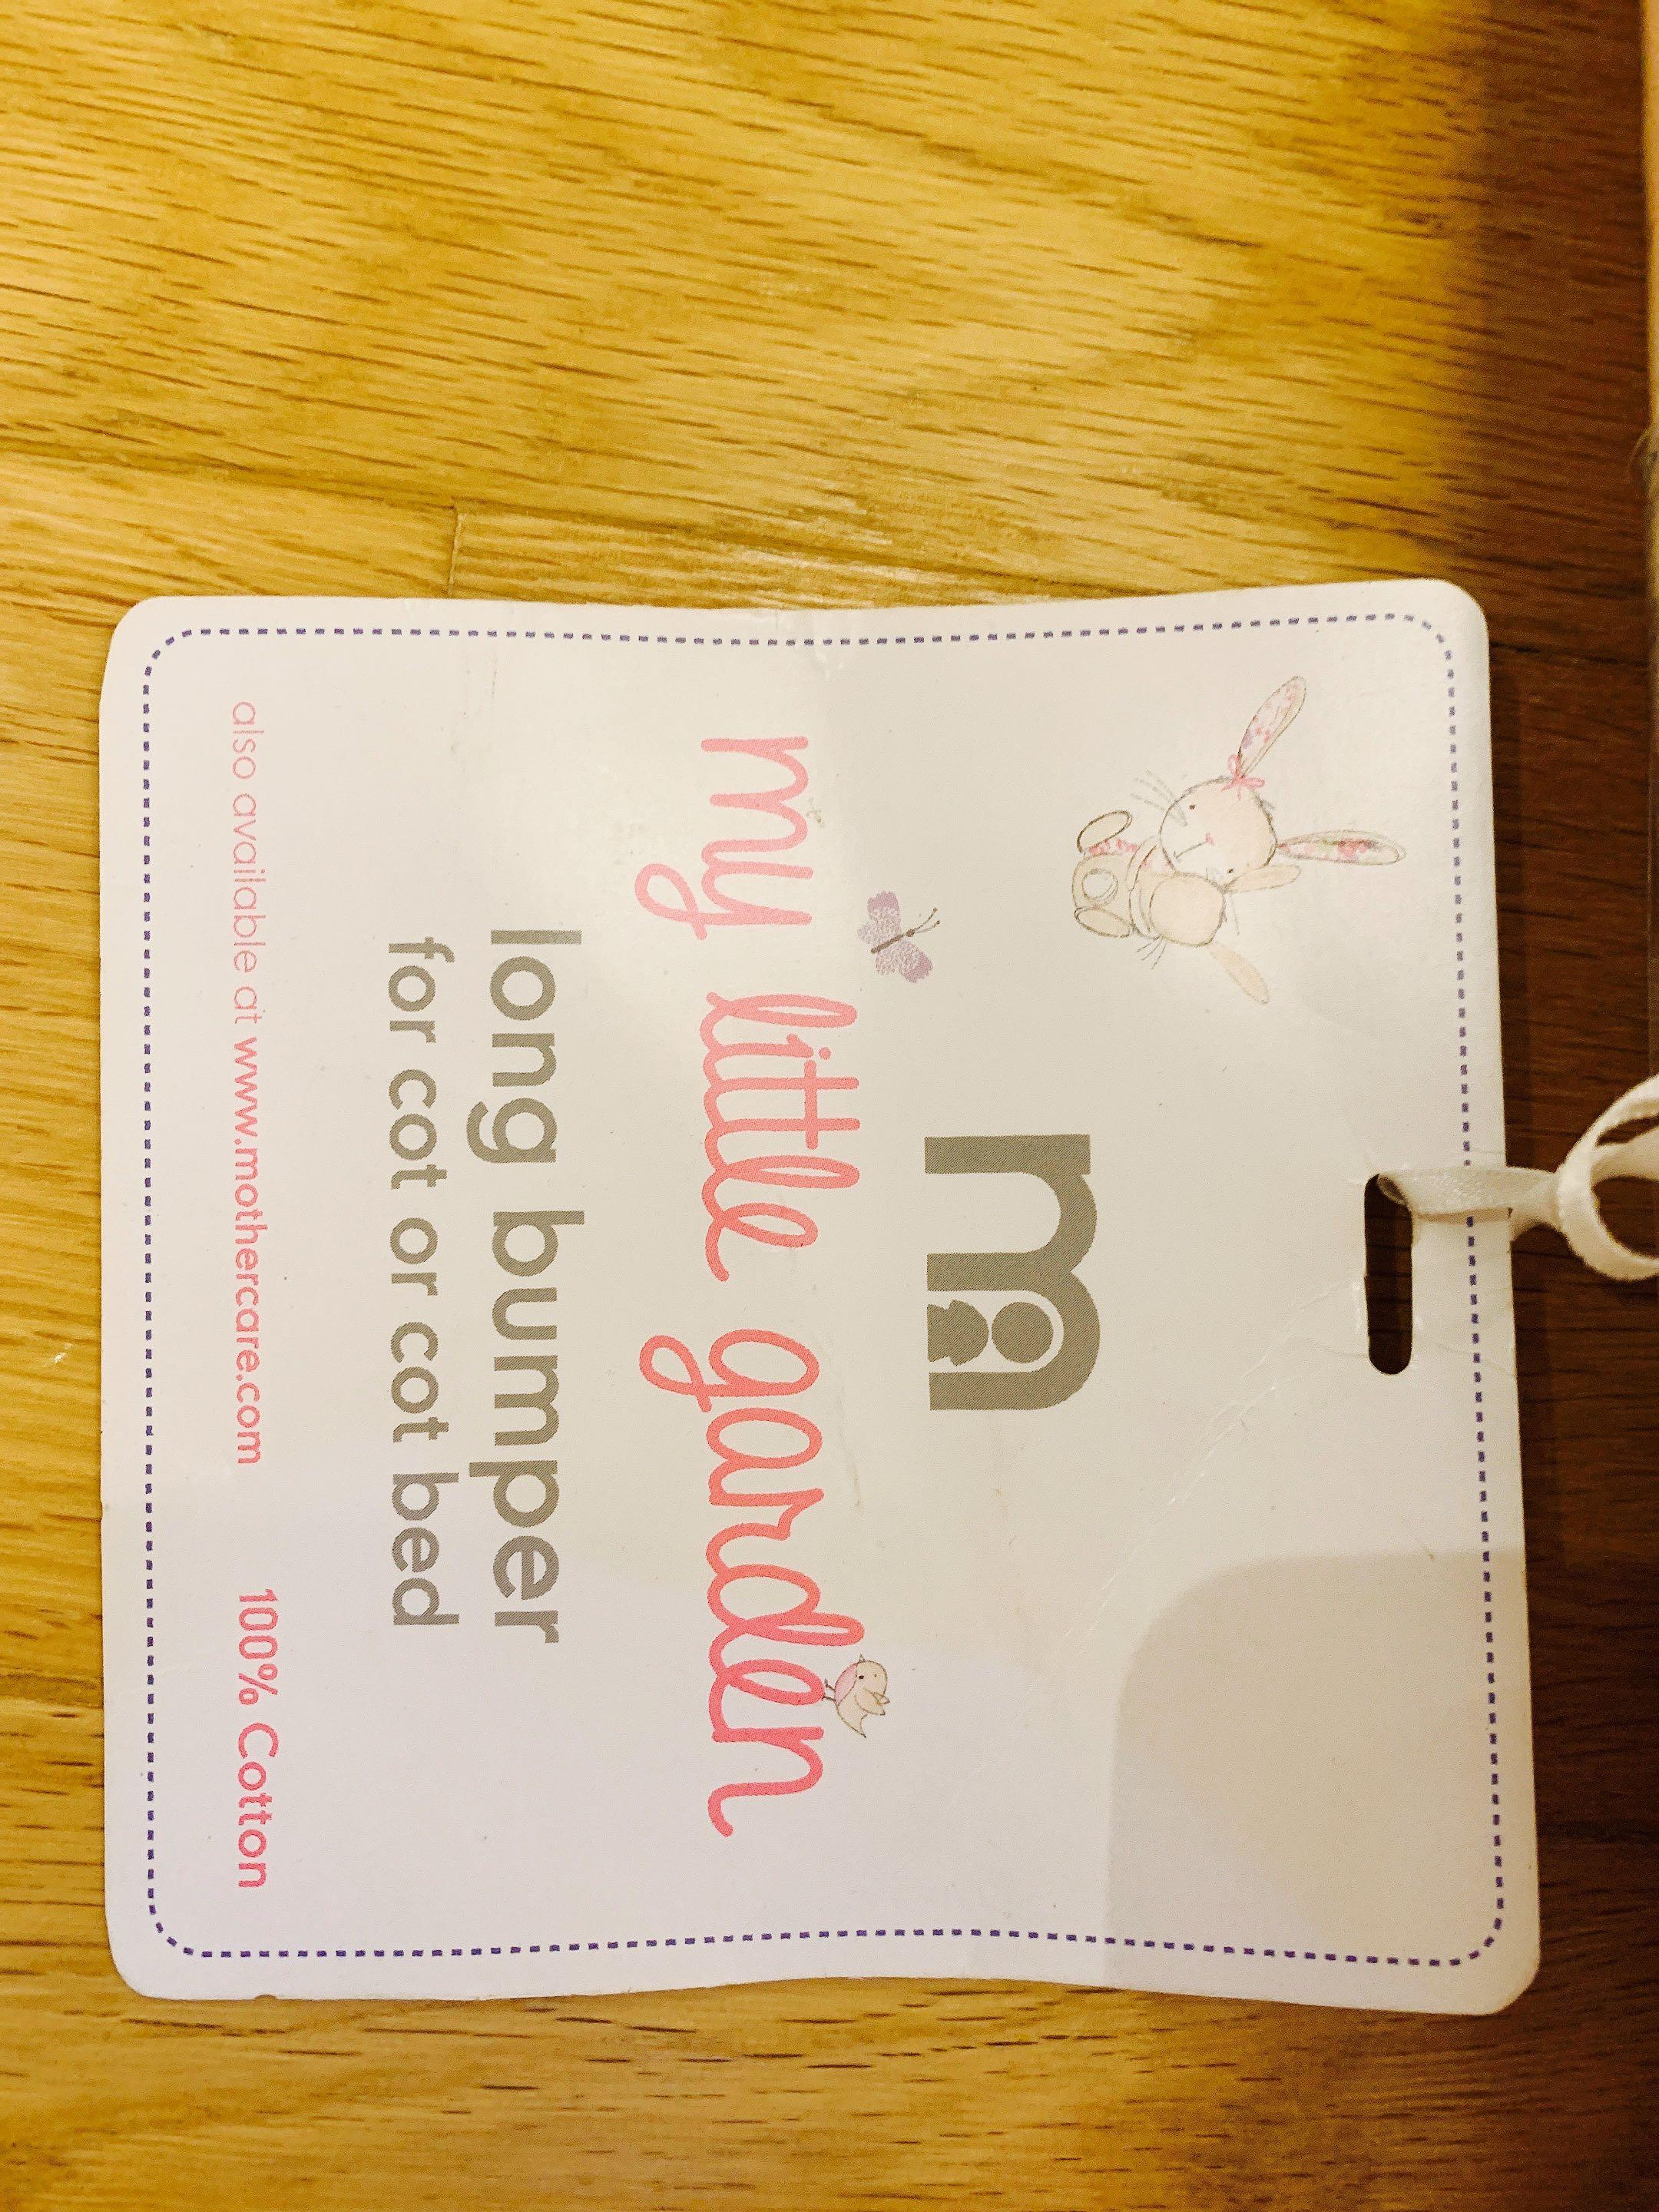 m
my little garden
long bumper
for cot or cot bed
also available at www.mothercare.com 100% Cotton